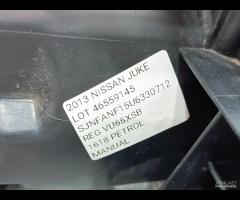 2013 NISSAN JUKE
LOT 46559145
SJNFANF15U6330712
REG VU65XSB
1618 PETROL
MANUAL